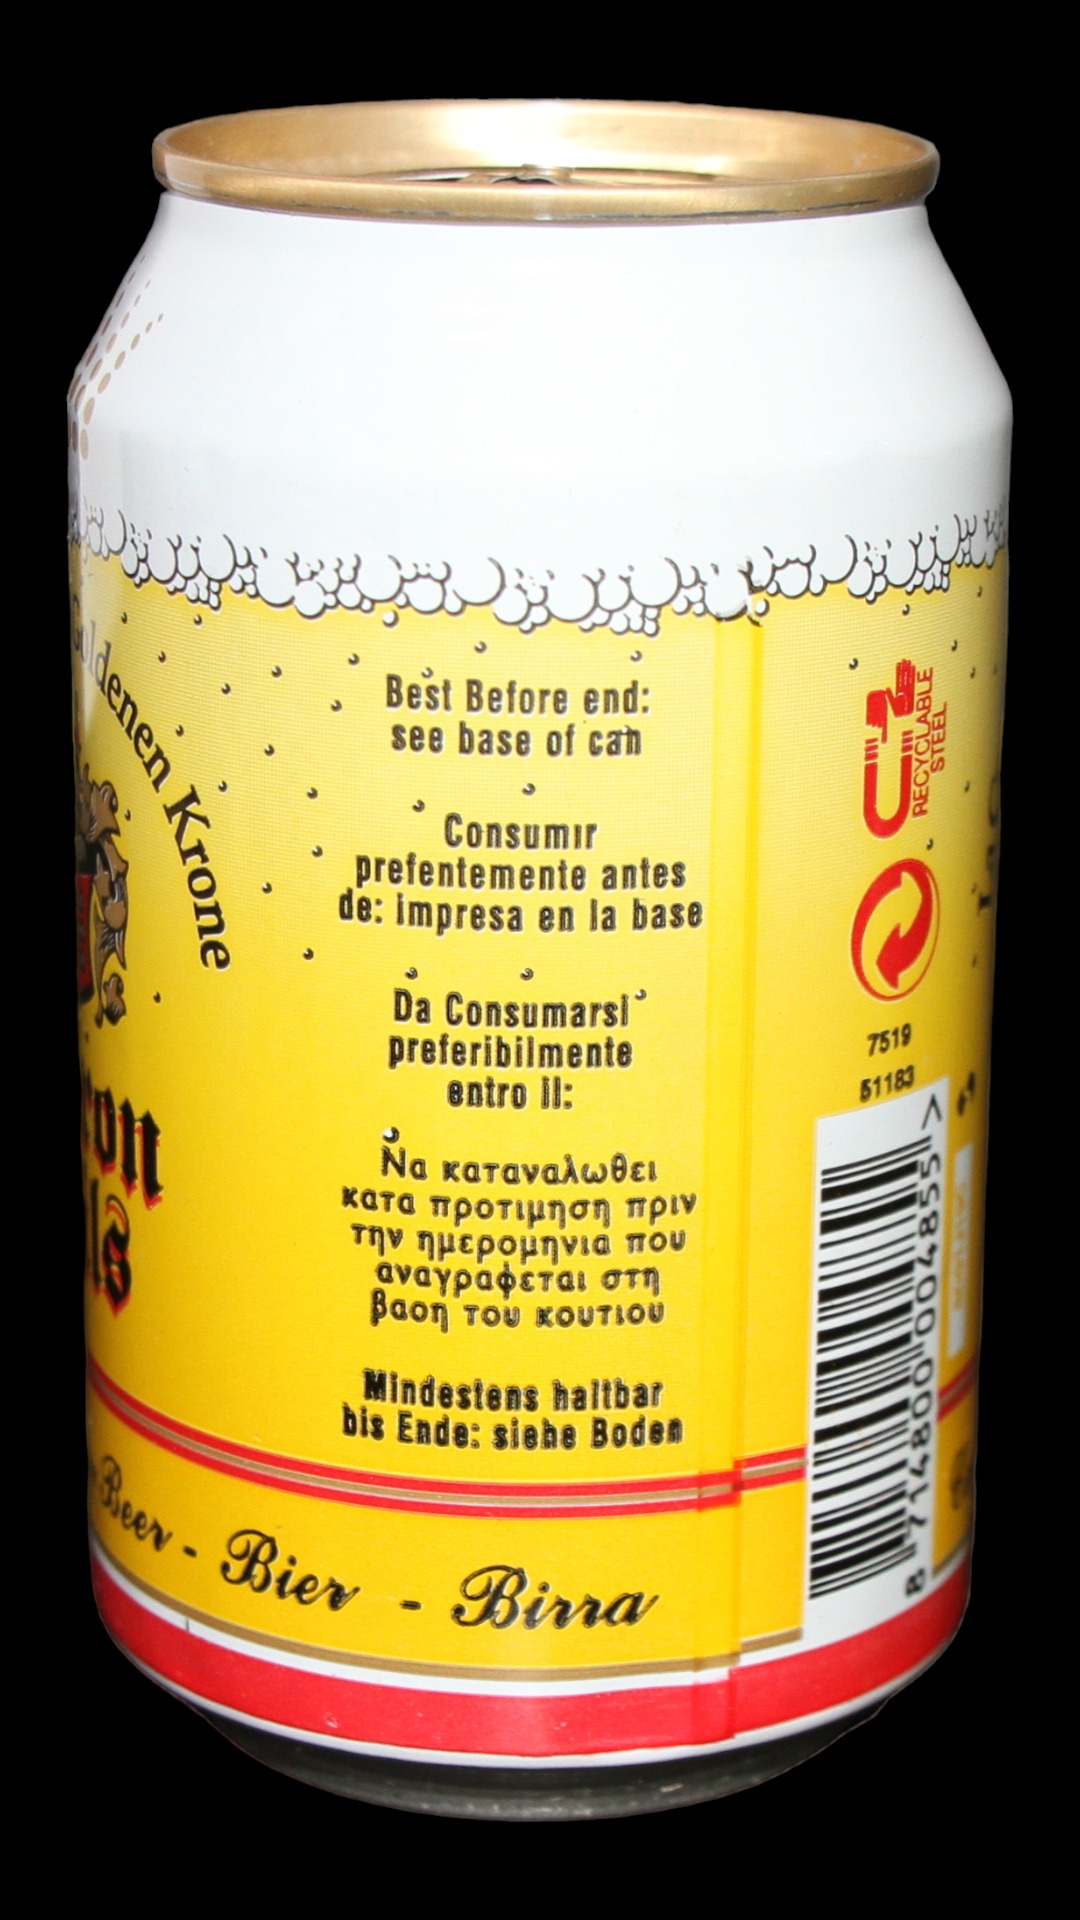 Goldenen Krone
Best Before end:
see base of can
Consumir
prefentemente antes
de: impresa en la base
Da Consumarsi
preferibilmente
entro il:
Να καταναλωθει
κατα προτιμηση πριν
την ημερομηνια που
αναγραφεται στη
βαση του κουτιου
Mindestens haltbar
bis Ende: siehe Boden
Beer - Bier - Birra
RECYCLABLE
STEEL
7519
51183
8 714800 004855 >